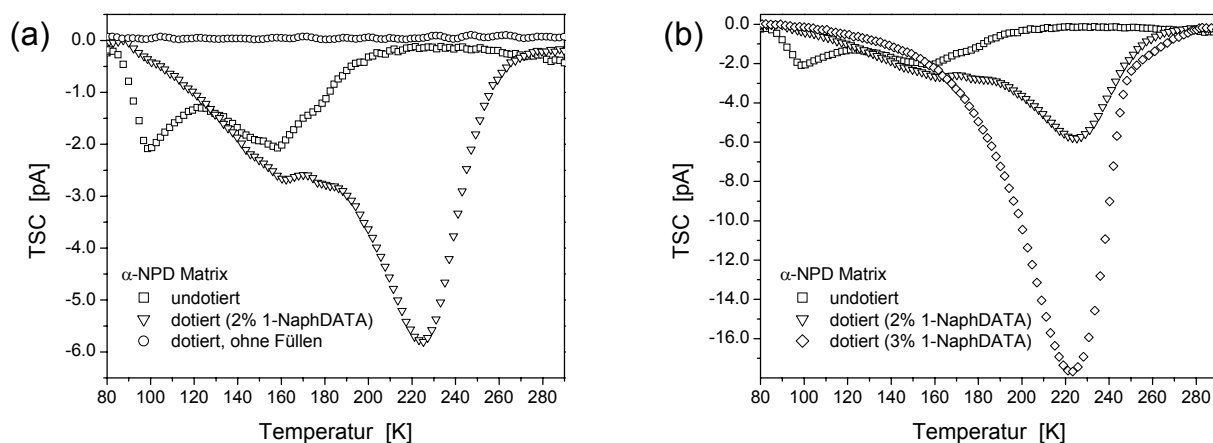 (a)
TSC [pA]
0.0
-1.0
-2.0
-3.0
-4.0
-5.0
-6.0
α-NPD Matrix
undotiert
dotiert (2% 1-NaphDATA)
dotiert, ohne Füllen
80 100 120 140 160 180 200 220 240 260 280
Temperatur [K]
(b)
TSC [pA]
0.0
-2.0
-4.0
-6.0
-8.0
-10.0
-12.0
-14.0
-16.0
α-NPD Matrix
undotiert
dotiert (2% 1-NaphDATA)
dotiert (3% 1-NaphDATA)
80 100 120 140 160 180 200 220 240 260 280
Temperatur [K]